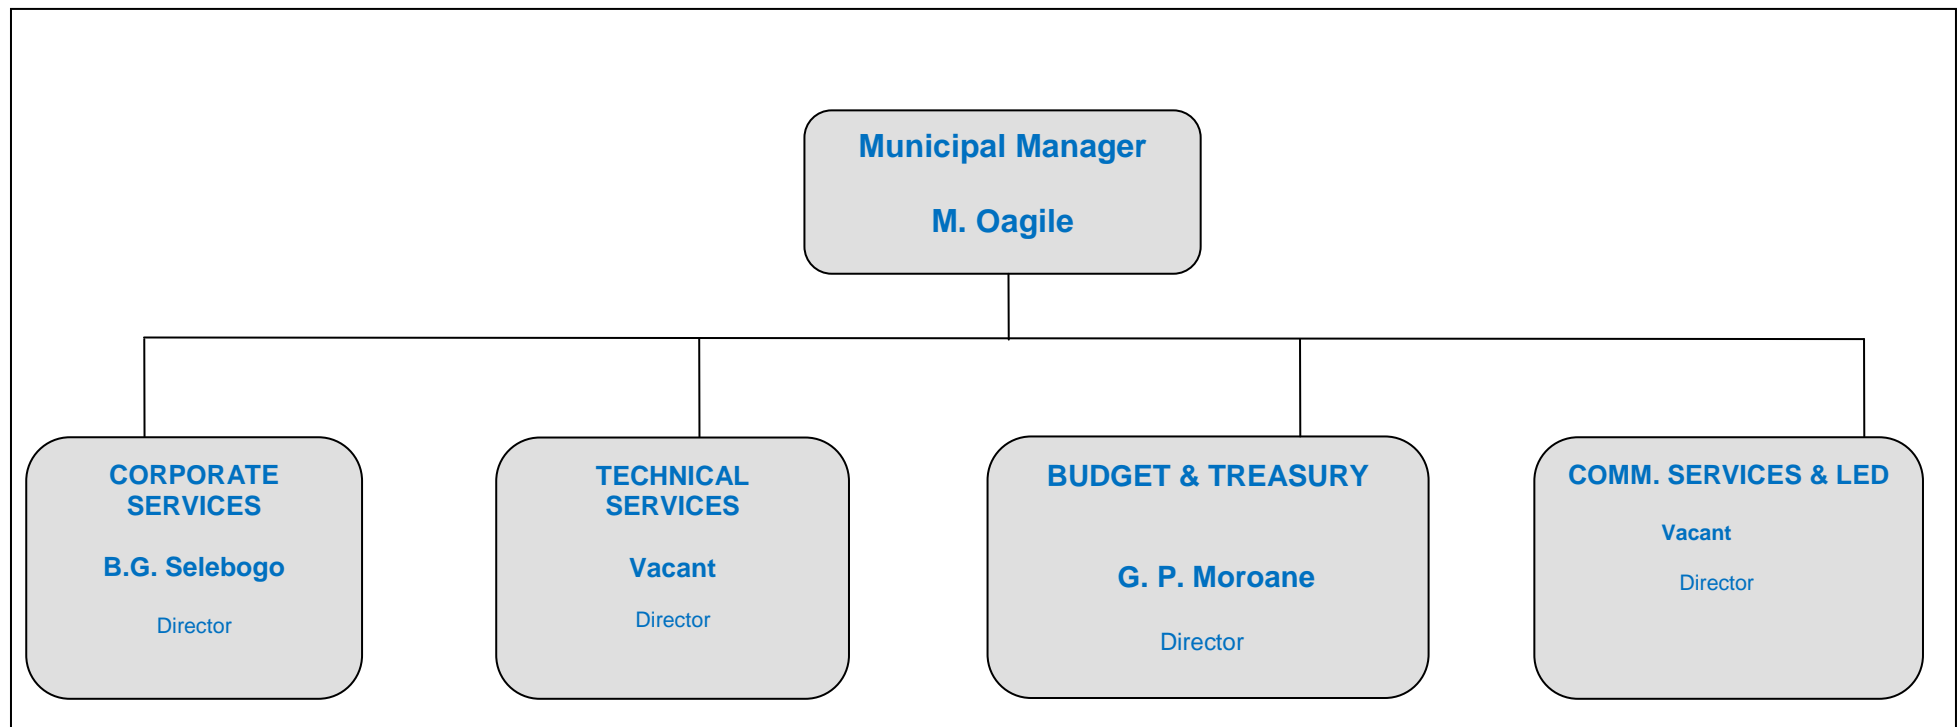 Municipal Manager
M. Oagile
CORPORATE
SERVICES
B.G. Selebogo
Director
TECHNICAL
SERVICES
Vacant
Director
BUDGET & TREASURY
G. P. Moroane
Director
COMM. SERVICES & LED
Vacant
Director